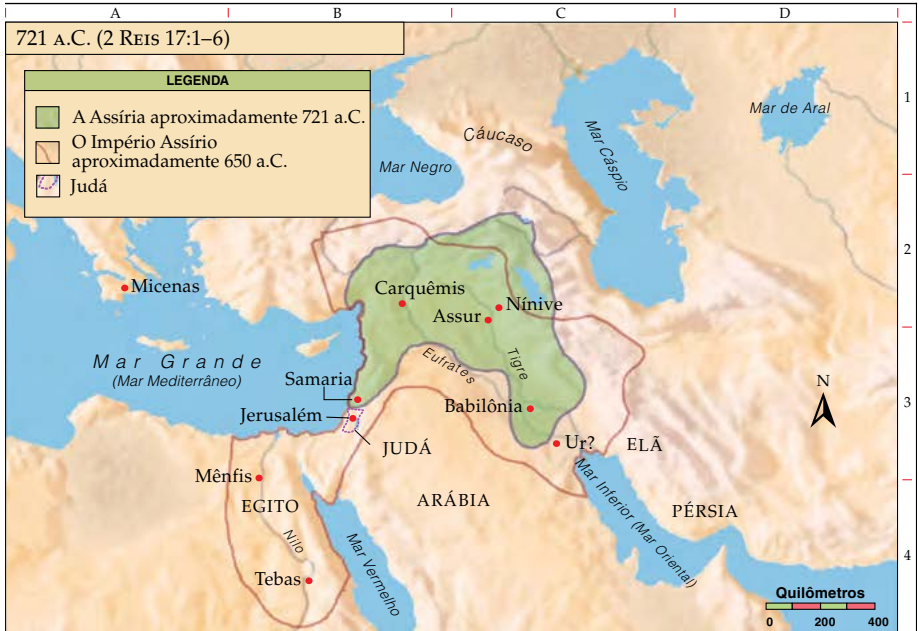 A B C D
721 A.C. (2 REIS 17:1–6)
LEGENDA
A Assíria aproximadamente 721 a.C.
O Império Assírio
aproximadamente 650 a.C.
Judá
1
2
3
4
Mar de Aral
Cáucaso
Mar Cáspio
Mar Negro
Micenas
Carquêmis
Nínive
Assur
Mar Grande
(Mar Mediterrâneo)
Eufrates
Tigre
Samaria
Jerusalém
Babilônia
N
JUDÁ
Ur?
ELÃ
Mênfis
EGITO
ARÁBIA
Mar Inferior (Mar Oriental)
PÉRSIA
Nilo
Mar Vermelho
Tebas
Quilômetros
0 200 400